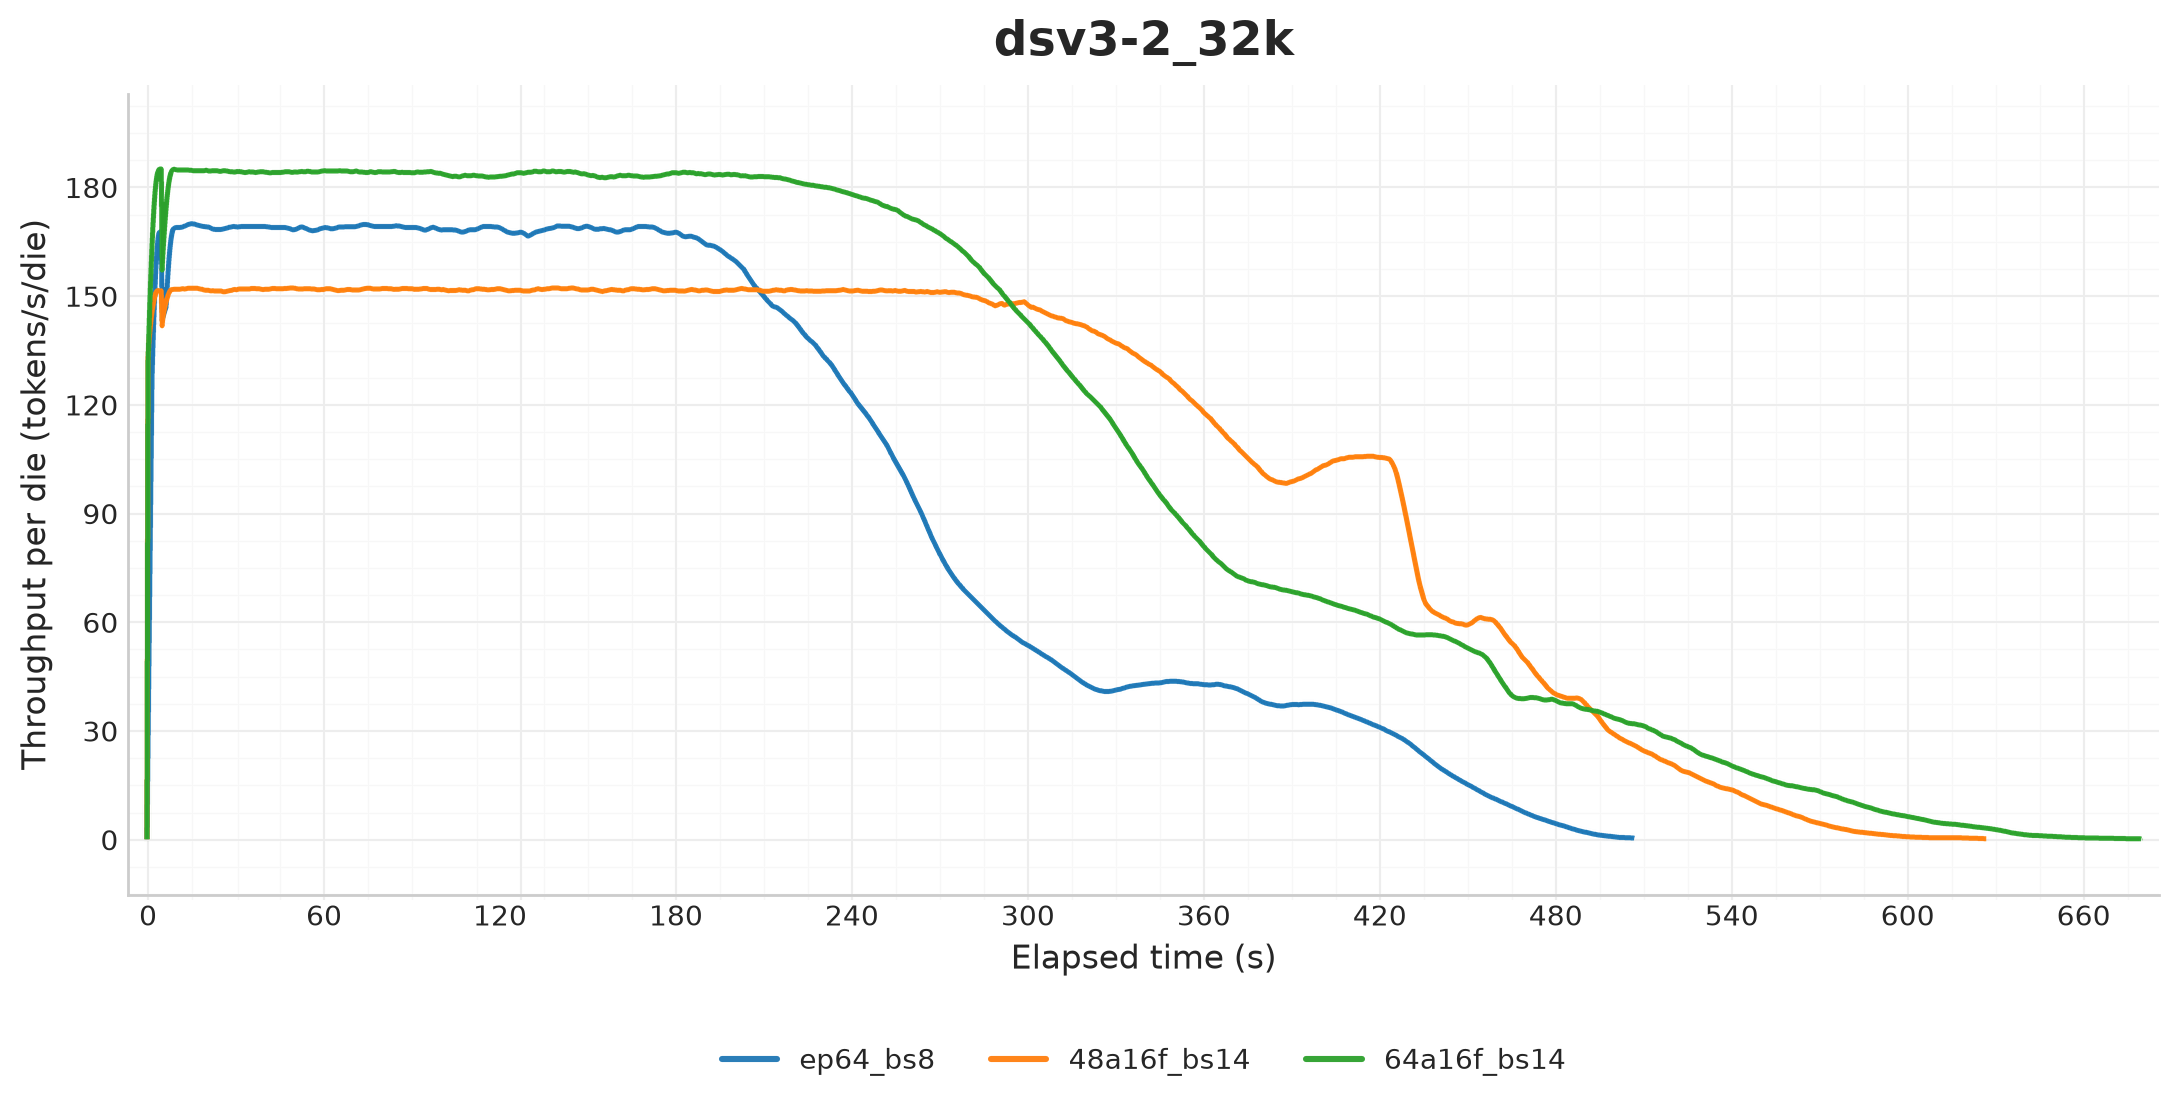 dsv3-2_32k
Throughput per die (tokens/s/die)
180
150
120
90
60
30
0
0 60 120 180 240 300 360 420 480 540 600 660
Elapsed time (s)
ep64_bs8 48a16f_bs14 64a16f_bs14